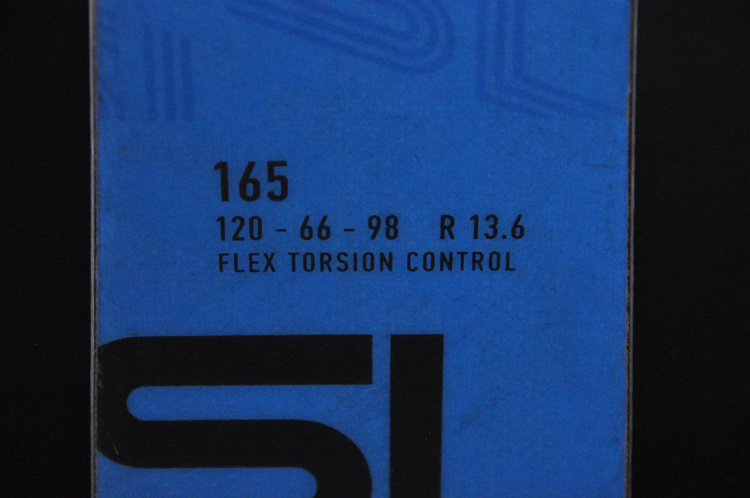 165
120 - 66 - 98 R 13.6
FLEX TORSION CONTROL
SL